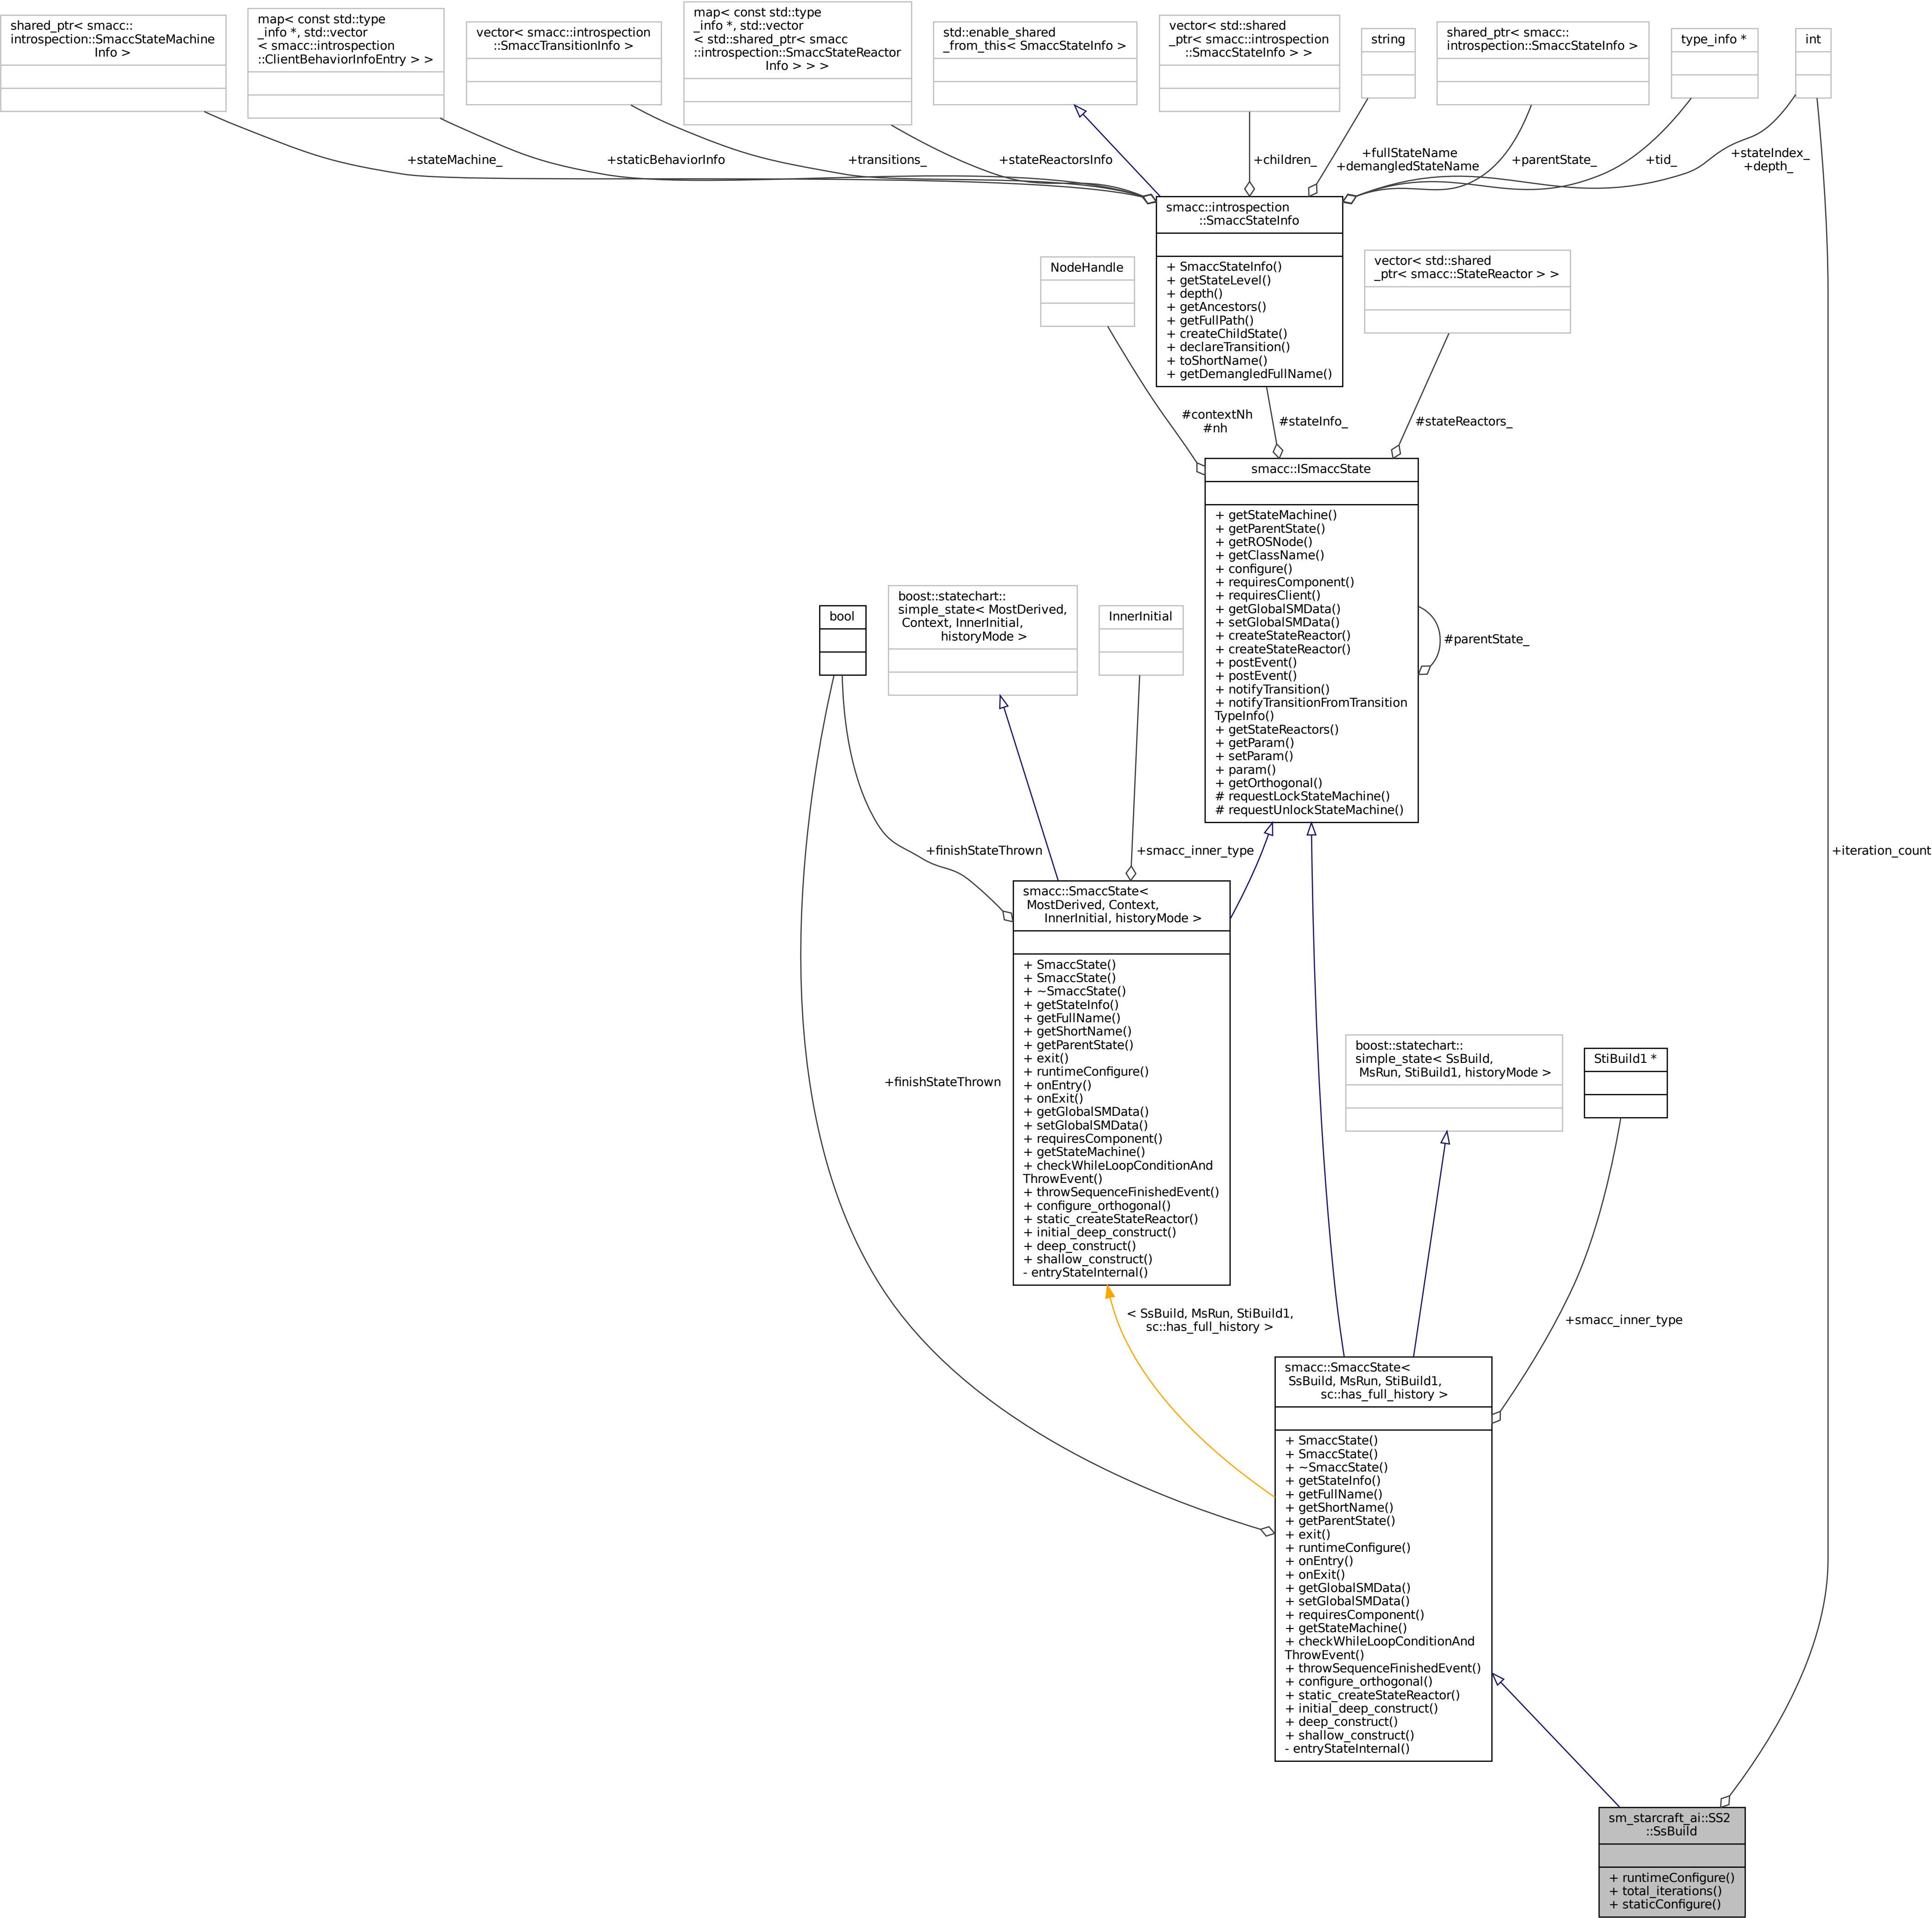 shared_ptr< smacc::
introspection::SmaccStateMachine
Info >
map< const std::type
_info *, std::vector
< smacc::introspection
::ClientBehaviorInfoEntry > >
vector< smacc::introspection
::SmaccTransitionInfo >
map< const std::type
_info *, std::vector
< std::shared_ptr< smacc
::introspection::SmaccStateReactor
Info > > >
std::enable_shared
_from_this< SmaccStateInfo >
vector< std::shared
_ptr< smacc::introspection
::SmaccStateInfo > >
string
shared_ptr< smacc::
introspection::SmaccStateInfo >
type_info *
int
+stateMachine_
+staticBehaviorInfo
+transitions_
+stateReactorsInfo
+children_
+fullStateName
+demangledStateName
+parentState_
+tid_
+stateIndex_
+depth_
smacc::introspection
::SmaccStateInfo
+ SmaccStateInfo()
+ getStateLevel()
+ depth()
+ getAncestors()
+ getFullPath()
+ createChildState()
+ declareTransition()
+ toShortName()
+ getDemangledFullName()
NodeHandle
vector< std::shared
_ptr< smacc::StateReactor > >
#contextNh
#nh
#stateInfo_
#stateReactors_
smacc::ISmaccState
+ getStateMachine()
+ getParentState()
+ getROSNode()
+ getClassName()
+ configure()
+ requiresComponent()
+ requiresClient()
+ getGlobalSMData()
+ setGlobalSMData()
+ createStateReactor()
+ createStateReactor()
+ postEvent()
+ postEvent()
+ notifyTransition()
+ notifyTransitionFromTransition
TypeInfo()
+ getStateReactors()
+ getParam()
+ setParam()
+ param()
+ getOrthogonal()
# requestLockStateMachine()
# requestUnlockStateMachine()
#parentState_
bool
boost::statechart::
simple_state< MostDerived,
Context, InnerInitial,
historyMode >
InnerInitial
+finishStateThrown
+smacc_inner_type
+iteration_count
smacc::SmaccState<
MostDerived, Context,
InnerInitial, historyMode >
+ SmaccState()
+ SmaccState()
+ ~SmaccState()
+ getStateInfo()
+ getFullName()
+ getShortName()
+ getParentState()
+ exit()
+ runtimeConfigure()
+ onEntry()
+ onExit()
+ getGlobalSMData()
+ setGlobalSMData()
+ requiresComponent()
+ getStateMachine()
+ checkWhileLoopConditionAnd
ThrowEvent()
+ throwSequenceFinishedEvent()
+ configure_orthogonal()
+ static_createStateReactor()
+ initial_deep_construct()
+ deep_construct()
+ shallow_construct()
- entryStateInternal()
+finishStateThrown
boost::statechart::
simple_state< SsBuild,
MsRun, StiBuild1, historyMode >
StiBuild1 *
< SsBuild, MsRun, StiBuild1,
sc::has_full_history >
+smacc_inner_type
smacc::SmaccState<
SsBuild, MsRun, StiBuild1,
sc::has_full_history >
+ SmaccState()
+ SmaccState()
+ ~SmaccState()
+ getStateInfo()
+ getFullName()
+ getShortName()
+ getParentState()
+ exit()
+ runtimeConfigure()
+ onEntry()
+ onExit()
+ getGlobalSMData()
+ setGlobalSMData()
+ requiresComponent()
+ getStateMachine()
+ checkWhileLoopConditionAnd
ThrowEvent()
+ throwSequenceFinishedEvent()
+ configure_orthogonal()
+ static_createStateReactor()
+ initial_deep_construct()
+ deep_construct()
+ shallow_construct()
- entryStateInternal()
sm_starcraft_ai::SS2
::SsBuild
+ runtimeConfigure()
+ total_iterations()
+ staticConfigure()